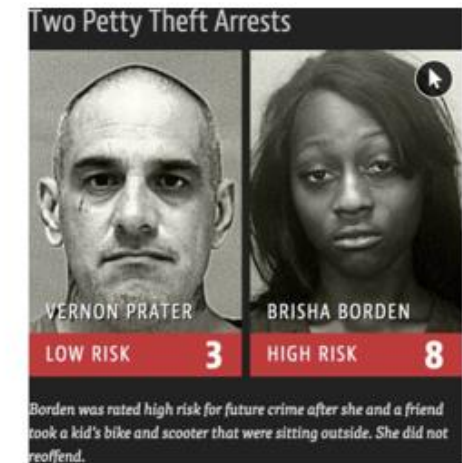 Two Petty Theft Arrests
VERNON PRATER
BRISHA BORDEN
LOW RISK 3
HIGH RISK 8
Borden was rated high risk for future crime after she and a friend
took a kid's bike and scooter that were sitting outside. She did not
reoffend.